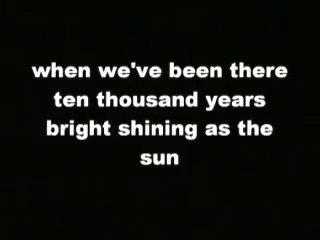 when we've been there
ten thousand years
bright shining as the
sun